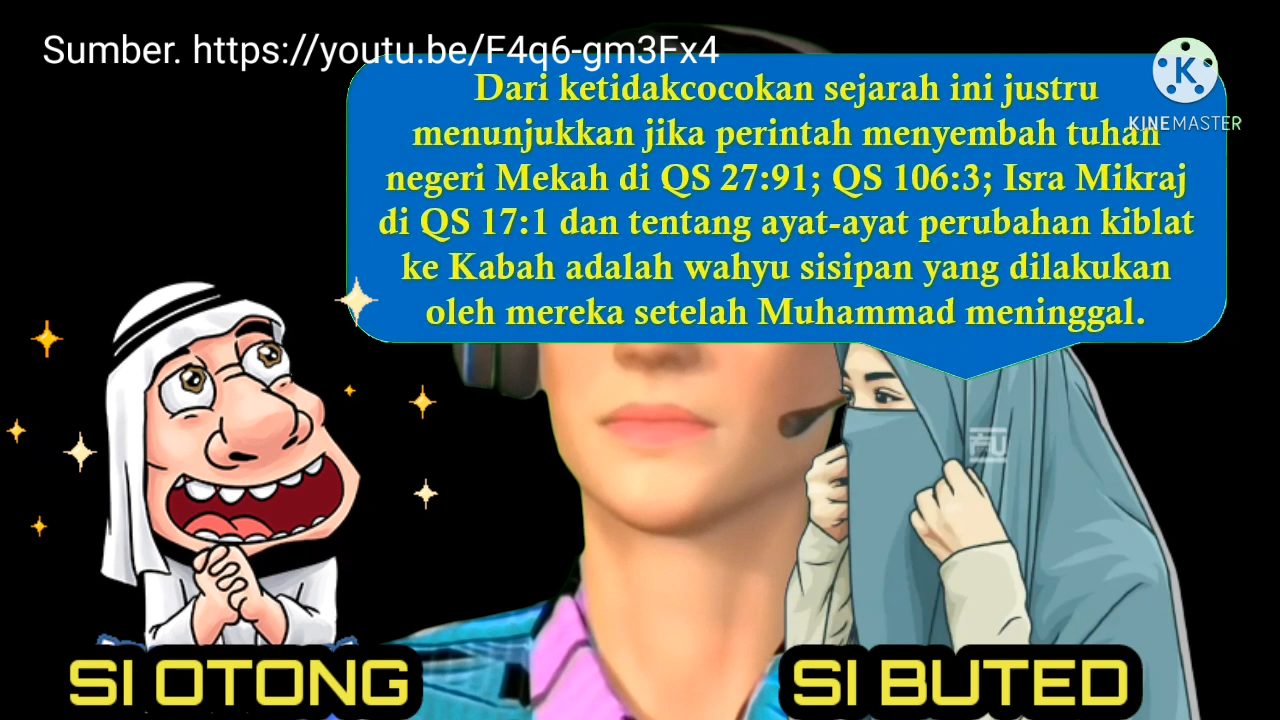 Sumber. https://youtu.be/F4q6-gm3Fx4
Dari ketidakcocokan sejarah ini justru
menunjukkan jika perintah menyembah tuhan
negeri Mekah di QS 27:91; QS 106:3; Isra Mikraj
di QS 17:1 dan tentang ayat-ayat perubahan kiblat
ke Kabah adalah wahyu sisipan yang dilakukan
oleh mereka setelah Muhammad meninggal.
K
KINEMASTER
SI OTONG
SI BUTED